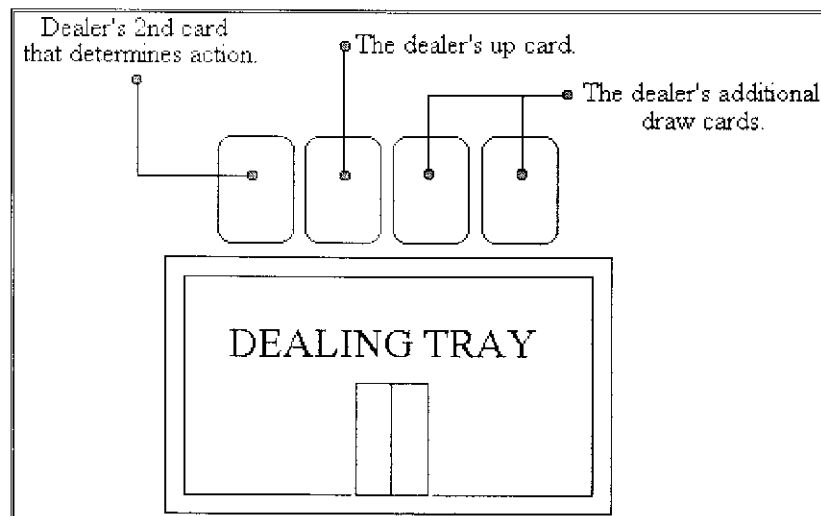 Dealer's 2nd card
that determines action.
The dealer's up card.
The dealer's additional
draw cards.
DEALING TRAY